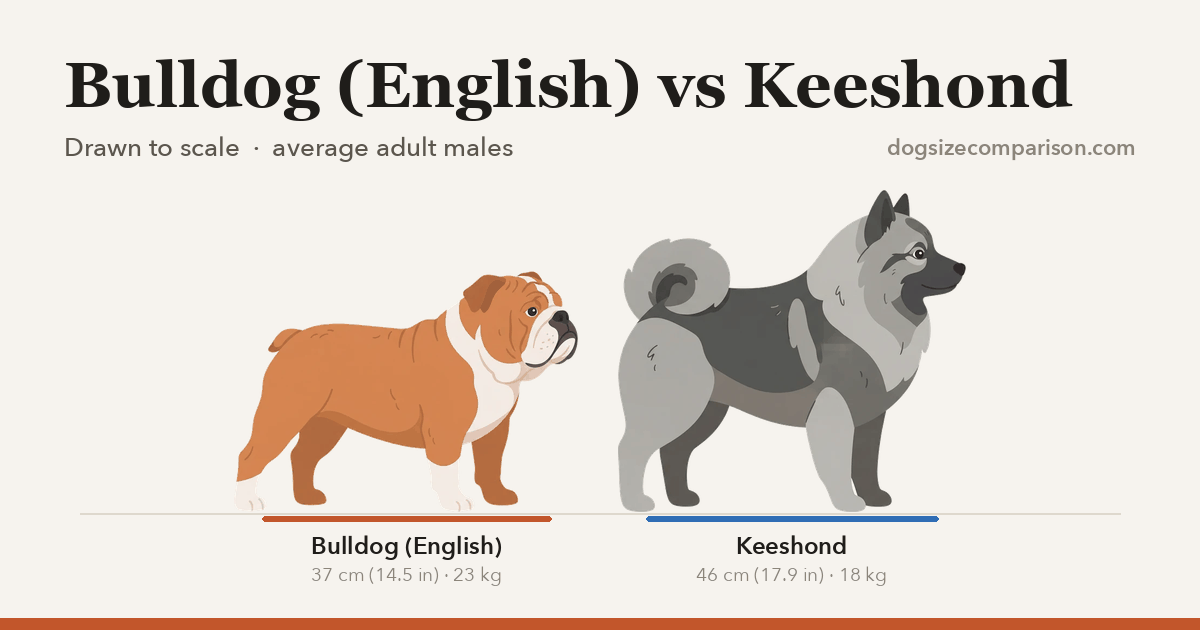 Bulldog (English) vs Keeshond
Drawn to scale · average adult males
dogsizecomparison.com
Bulldog (English)
37 cm (14.5 in) · 23 kg
Keeshond
46 cm (17.9 in) · 18 kg